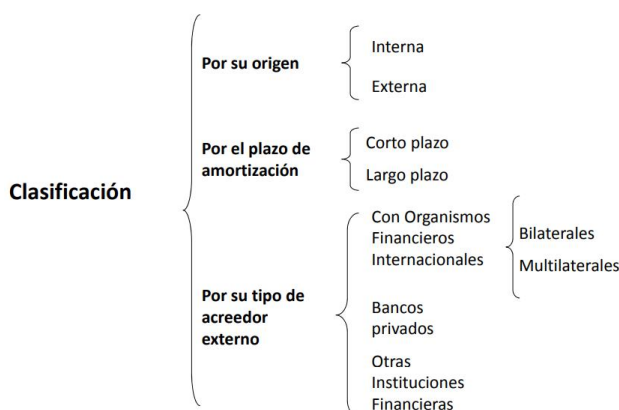 Clasificación
Por su origen
Interna
Externa
Por el plazo de
amortización
Corto plazo
Largo plazo
Por su tipo de
acreedor
externo
Con Organismos
Financieros
Internacionales
Bilaterales
Multilaterales
Bancos
privados
Otras
Instituciones
Financieras